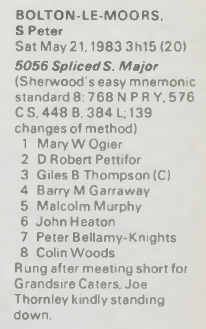 BOLTON-LE-MOORS,
S Peter
Sat May 21, 1983 3h15 (20)
5056 Spliced S. Major
(Sherwood's easy mnemonic
standard 8: 768 N P R Y, 576
C S, 448 B, 384 L; 139
changes of method)
1 Mary W Ogier
2 D Robert Pettifor
3 Giles B Thompson (C)
4 Barry M Garraway
5 Malcolm Murphy
6 John Heaton
7 Peter Bellamy-Knights
8 Colin Woods
Rung after meeting short for
Grandsire Caters, Joe
Thornley kindly standing
down.